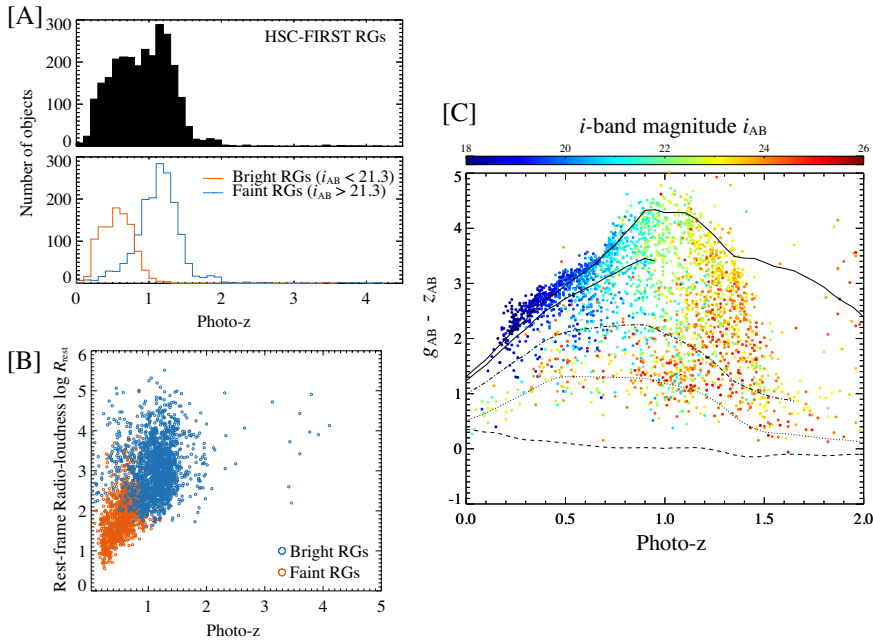 [A]
HSC-FIRST RGs
300
200
100
0
300
200
100
0
Bright RGs (iAB < 21.3)
Faint RGs (iAB > 21.3)
Number of objects
0 1 2 3 4
Photo-z
[B]
6
5
4
3
2
1
0
Rest-frame Radio-loudness log Rrest
Bright RGs
Faint RGs
1 2 3 4 5
Photo-z
[C]
i-band magnitude iAB
18 20 22 24 26
5
4
3
2
1
0
-1
gAB - zAB
0.0 0.5 1.0 1.5 2.0
Photo-z